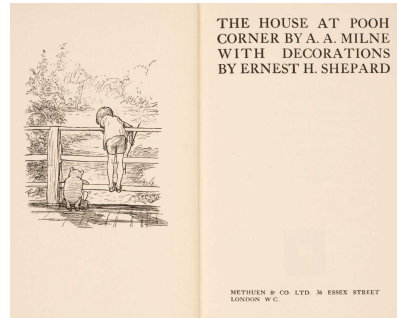 THE HOUSE AT POOH
CORNER BY A. A. MILNE
WITH DECORATIONS
BY ERNEST H. SHEPARD
METHUEN & CO. LTD. 36 ESSEX STREET
LONDON W C.